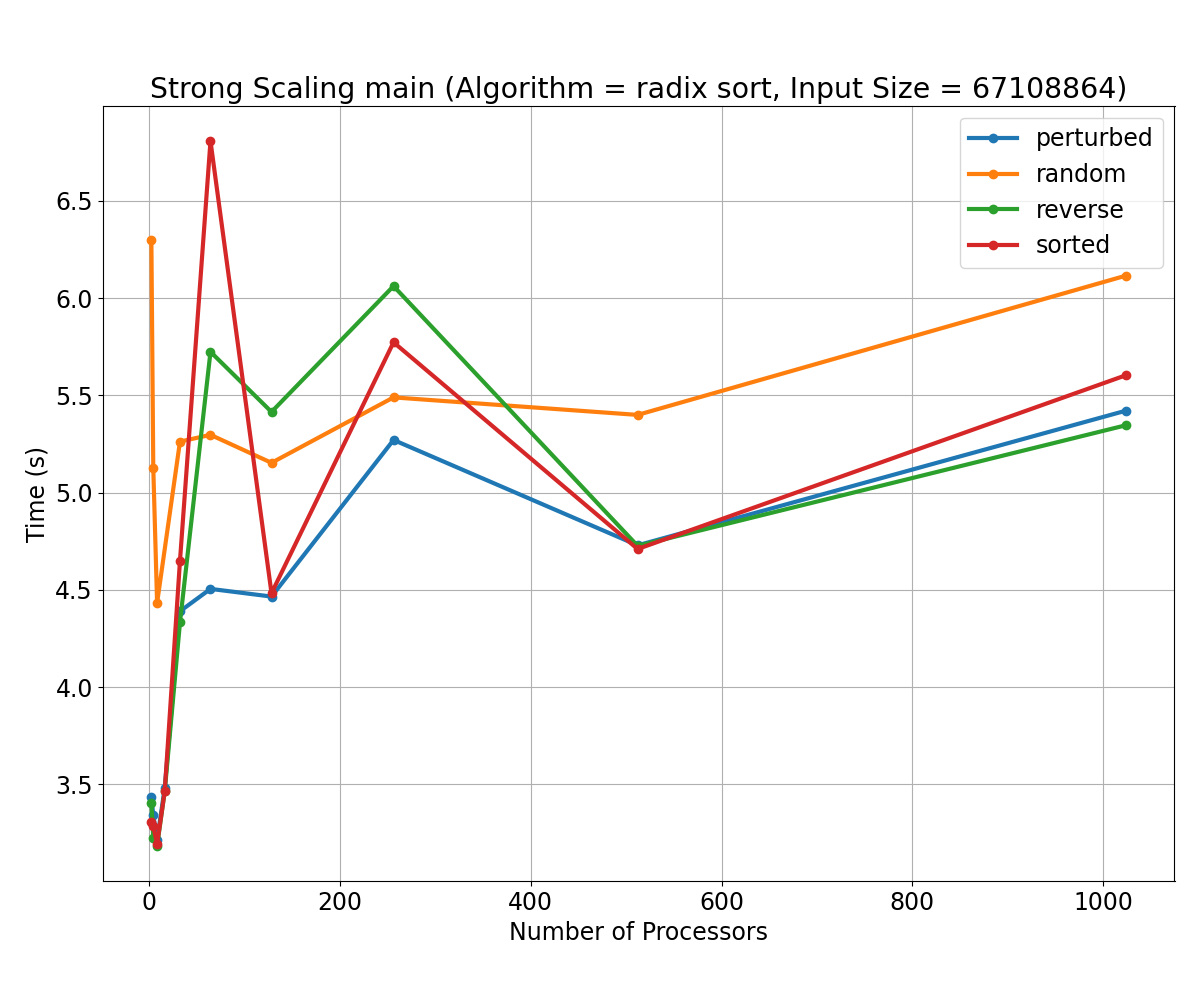 Strong Scaling main (Algorithm = radix sort, Input Size = 67108864)
perturbed
random
reverse
sorted
6.5
6.0
5.5
5.0
4.5
4.0
3.5
Time (s)
0 200 400 600 800 1000
Number of Processors